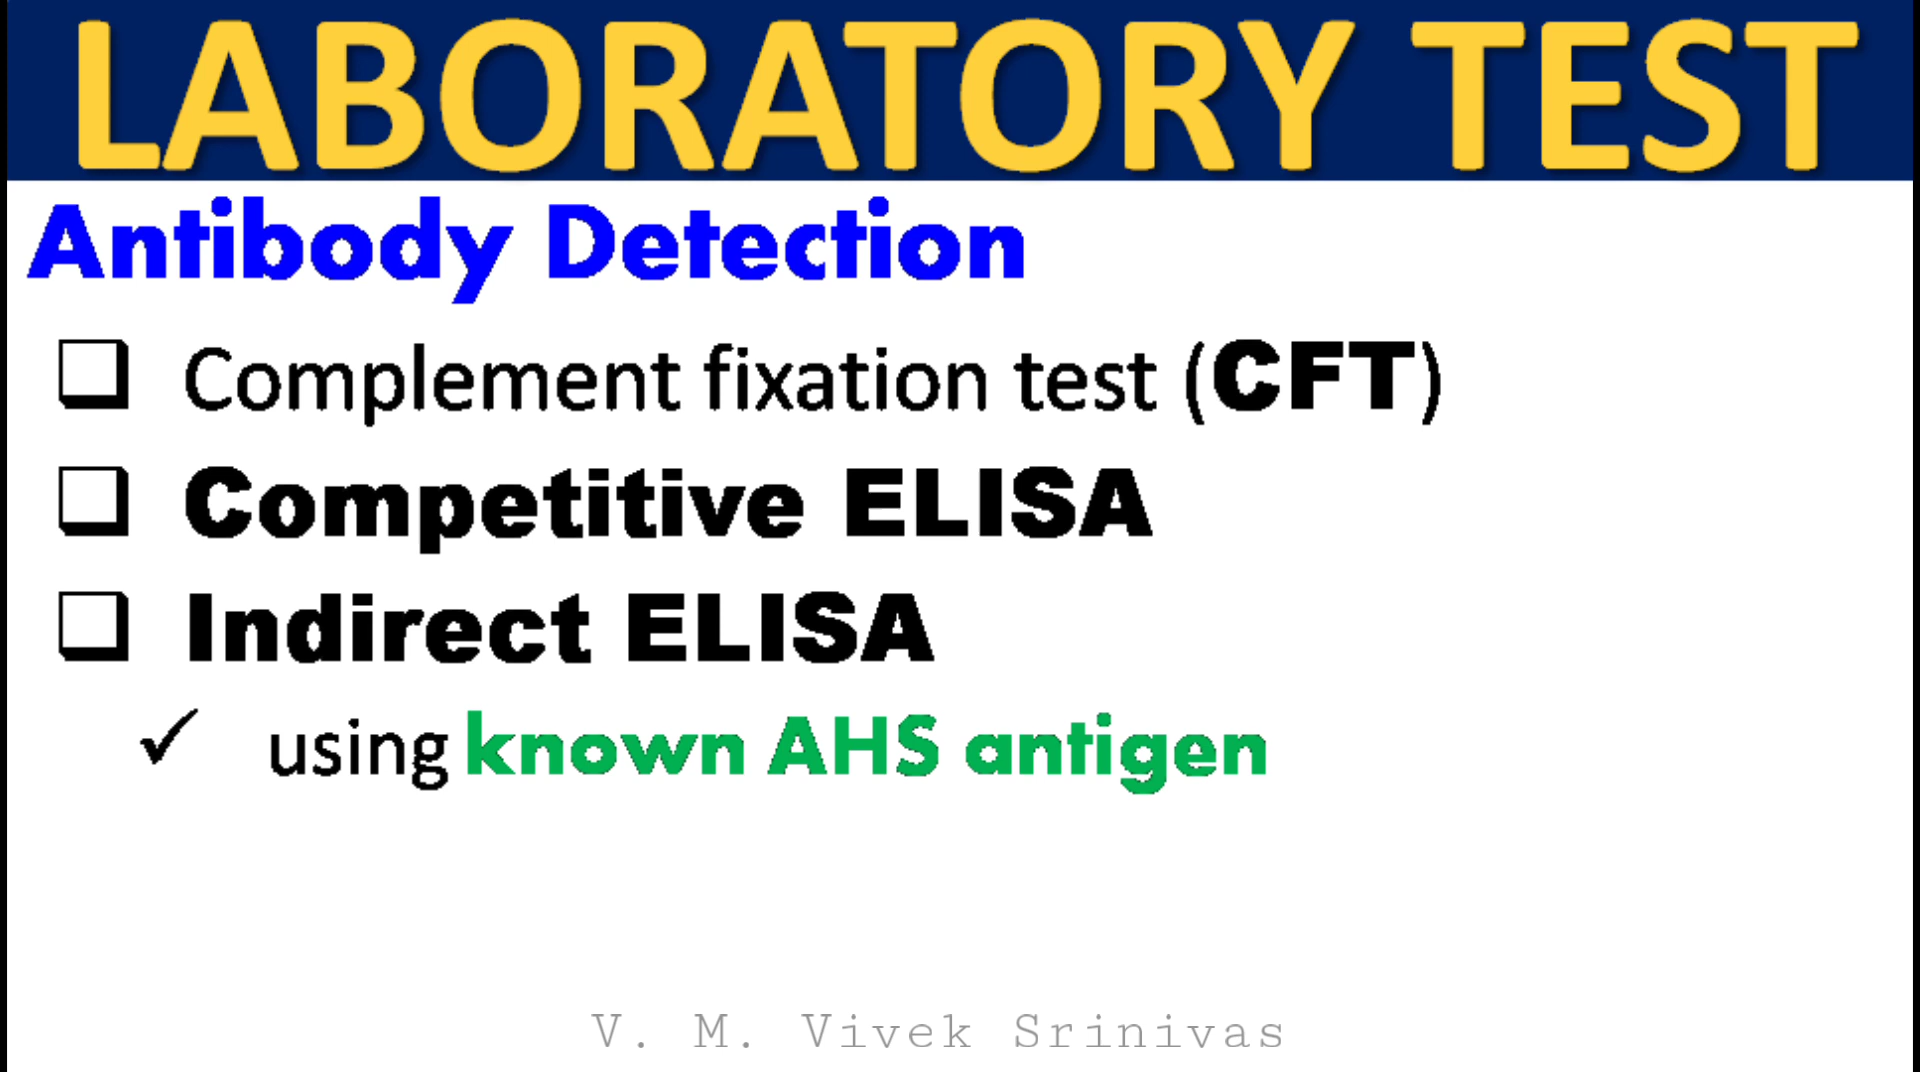 LABORATORY TEST
Antibody Detection
❑ Complement fixation test (CFT)
❑ Competitive ELISA
❑ Indirect ELISA
✓ using known AHS antigen
V. M. Vivek Srinivas